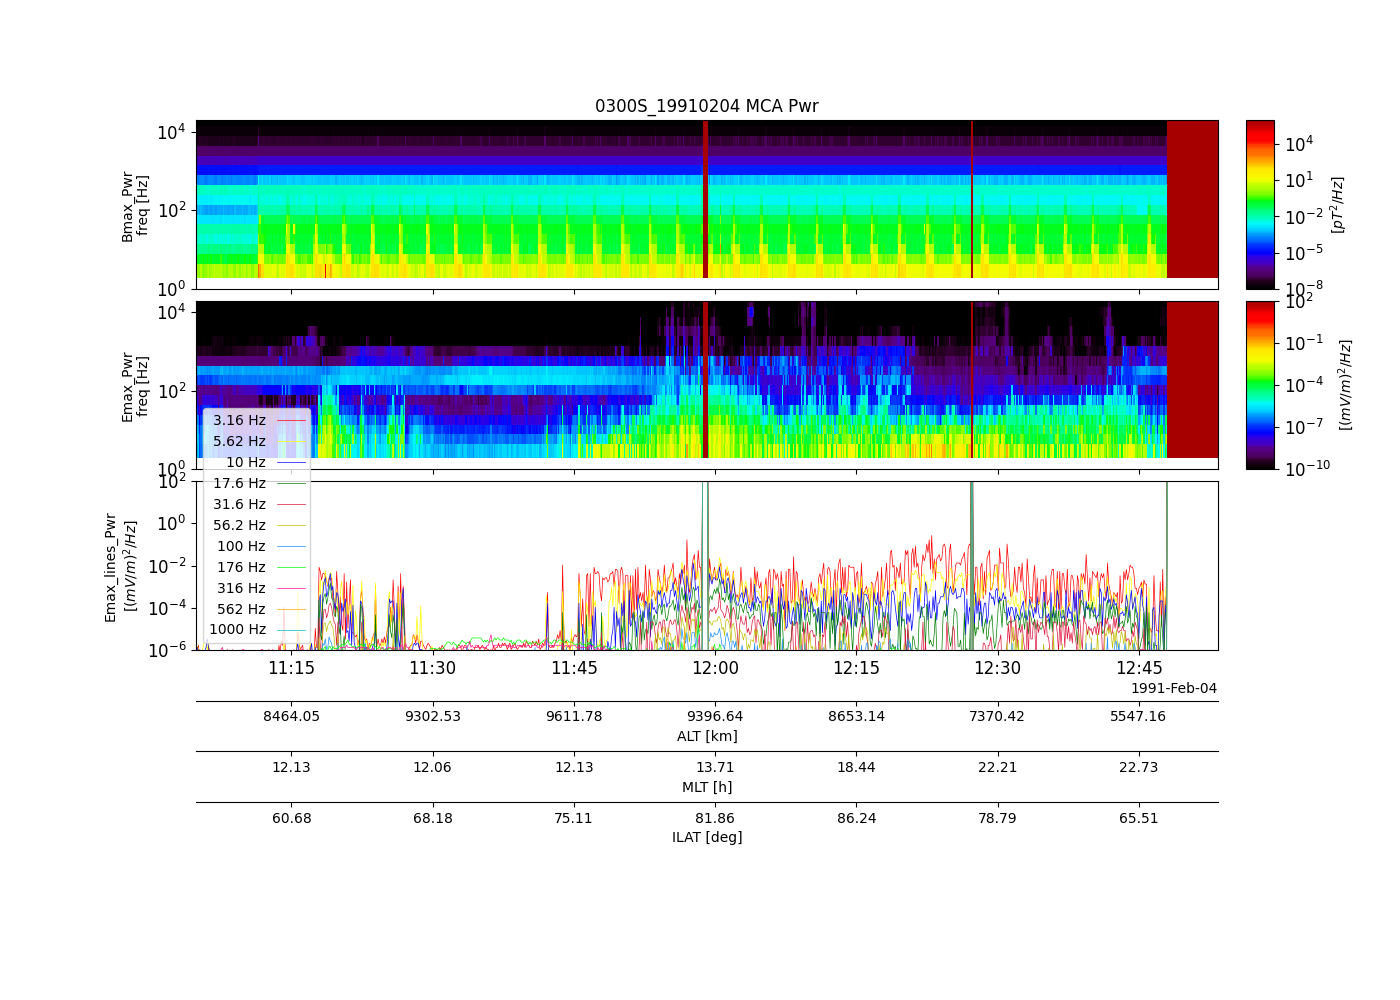 0300S_19910204 MCA Pwr
10^4
10^2
10^0
Bmax_Pwr
freq [Hz]
10^4
10^1
10^-2
10^-5
10^-8
[pT^2/Hz]
10^4
10^2
10^0
Emax_Pwr
freq [Hz]
10^2
10^-1
10^-4
10^-7
10^-10
[(mV/m)^2/Hz]
3.16 Hz
5.62 Hz
10 Hz
17.6 Hz
31.6 Hz
56.2 Hz
100 Hz
176 Hz
316 Hz
562 Hz
1000 Hz
10^2
10^0
10^-2
10^-4
10^-6
Emax_lines_Pwr
[(mV/m)^2/Hz]
11:15 11:30 11:45 12:00 12:15 12:30 12:45
1991-Feb-04
8464.05 9302.53 9611.78 9396.64 8653.14 7370.42 5547.16
ALT [km]
12.13 12.06 12.13 13.71 18.44 22.21 22.73
MLT [h]
60.68 68.18 75.11 81.86 86.24 78.79 65.51
ILAT [deg]